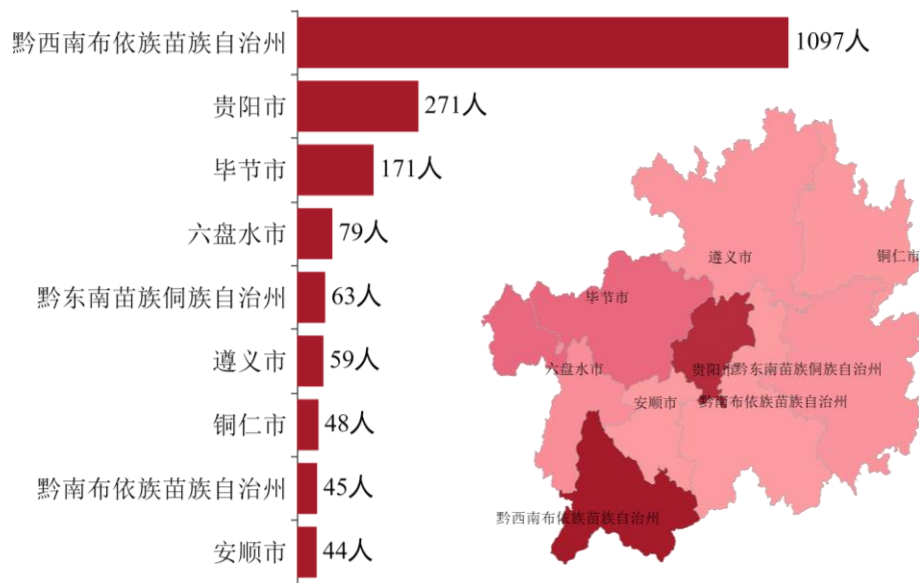 黔西南布依族苗族自治州 1097人
贵阳市 271人
毕节市 171人
六盘水市 79人
黔东南苗族侗族自治州 63人
遵义市 59人
铜仁市 48人
黔南布依族苗族自治州 45人
安顺市 44人
遵义市
铜仁市
毕节市
六盘水市
贵阳市
黔东南苗族侗族自治州
安顺市
黔南布依族苗族自治州
黔西南布依族苗族自治州